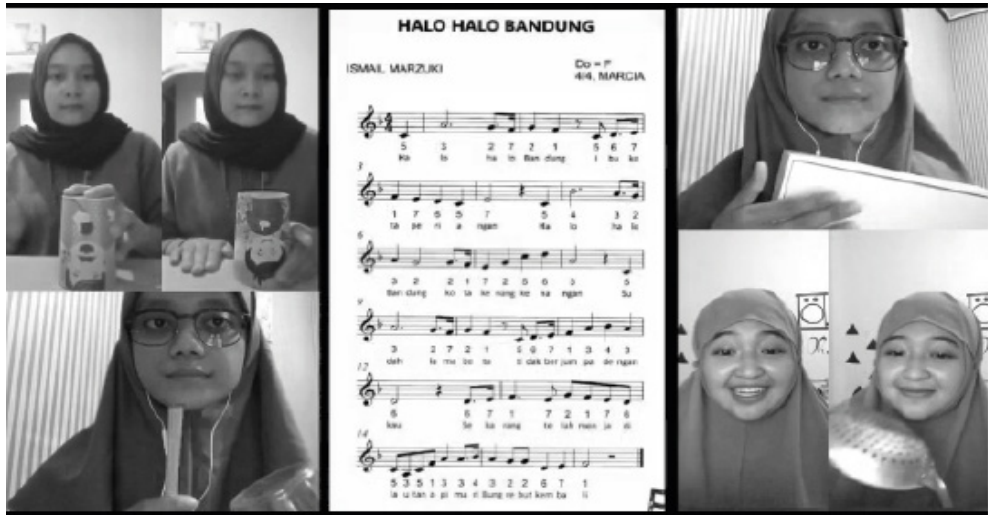 HALO HALO BANDUNG
ISMAIL MARZUKI
Do = F
4/4. MARCIA
5 3 2 7 2 1 5 6 7
Ha lo ha lo Ban dung I bu ko
3
1 7 6 5 7 5 4 3 2
ta pe ri a ngan Ha lo ha lo
6
3 2 2 1 7 2 6 6 3 5
Ban dung ko ta ke nang ke na ngan Su
9
3 2 7 2 1 5 6 7 1 3 4 3
dah la ma be ta ti dak ber jum pa de ngan
12
6 6 7 1 7 2 1 7 6
kau Se ka rang te lah men ja di
14
5 3 5 1 3 3 4 3 2 2 6 7 1
la u tan a pi ma ri Bung re but kem ba li